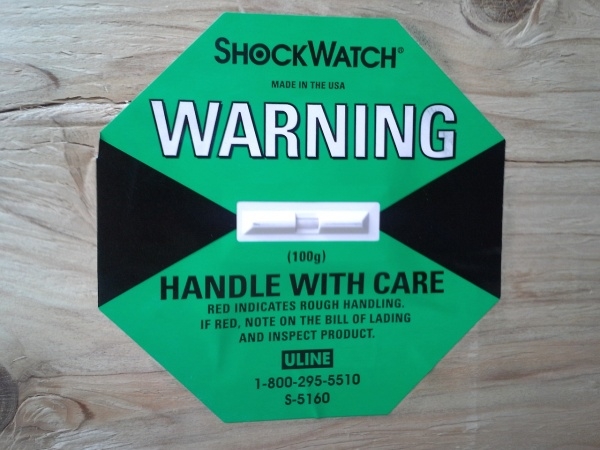 SHOCKWATCH®
MADE IN THE USA
WARNING
(100g)
HANDLE WITH CARE
RED INDICATES ROUGH HANDLING.
IF RED, NOTE ON THE BILL OF LADING
AND INSPECT PRODUCT.
ULINE
1-800-295-5510
S-5160